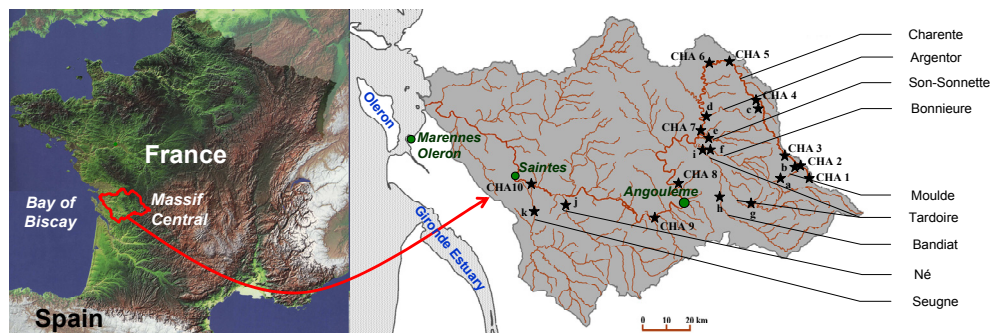 France
Bay of
Biscay
Massif
Central
Spain
Oleron
Marennes
Oleron
Gironde Estuary
Saintes
Angoulême
CHA 6
CHA 5
CHA 4
c
d
CHA 7
e
f
i
CHA 3
b
CHA 2
a
CHA 1
CHA10
CHA 8
j
k
h
g
CHA 9
0
10
20 km
Charente
Argentor
Son-Sonnette
Bonnieure
Moulde
Tardoire
Bandiat
Né
Seugne